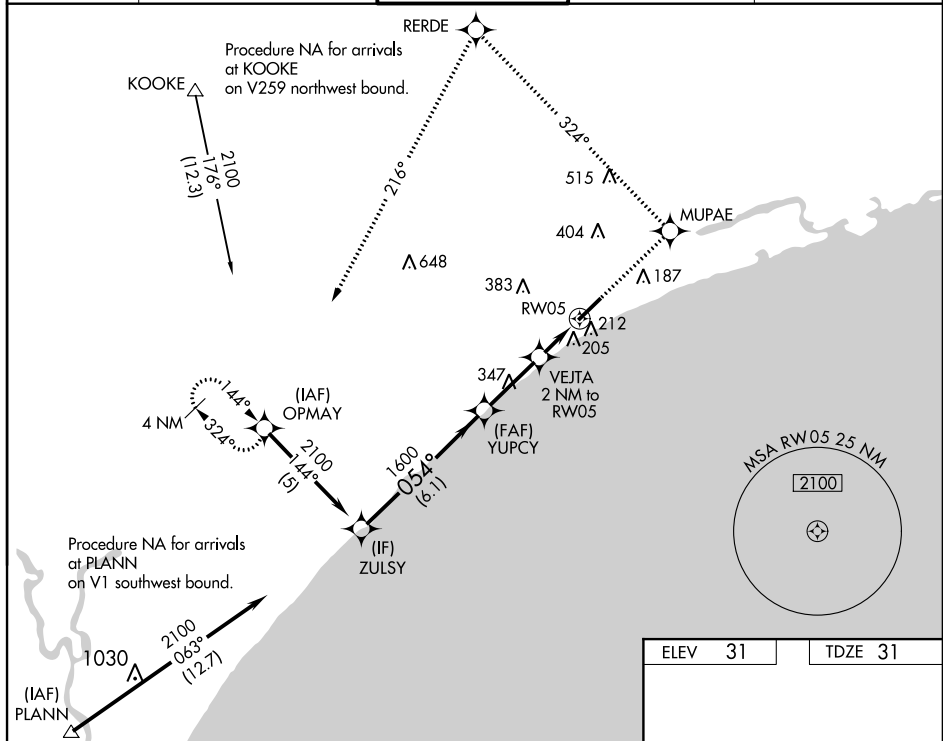 RERDE
Procedure NA for arrivals
at KOOKE
on V259 northwest bound.
KOOKE
2100
176°
(12.3)
216°
324°
515
MUPAE
404
648
383
187
RW05
212
205
347
VEJTA
2 NM to
RW05
144°
324°
4 NM
(IAF)
OPMAY
2100
144°
(5)
1600
054°
(6.1)
(FAF)
YUPCY
MSA RW05 25 NM
2100
(IF)
ZULSY
Procedure NA for arrivals
at PLANN
on V1 southwest bound.
2100
063°
(12.7)
1030
(IAF)
PLANN
ELEV 31
TDZE 31